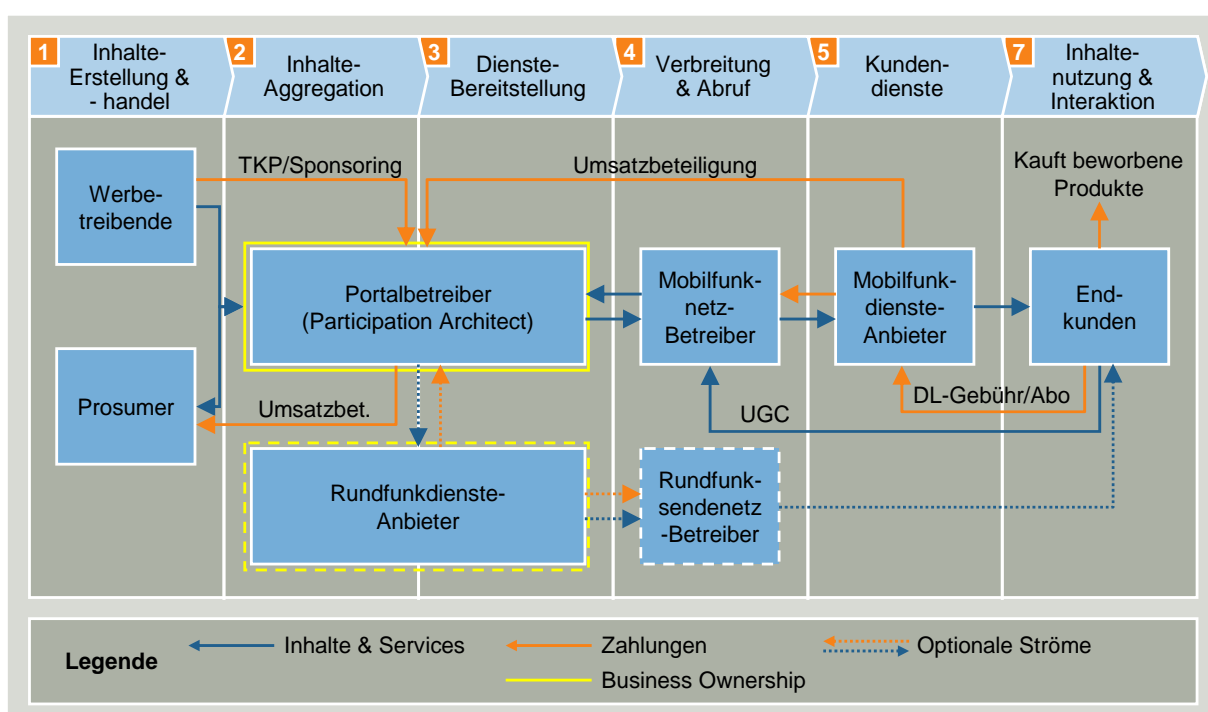 1
Inhalte-
Erstellung &
- handel
2
Inhalte-
Aggregation
3
Dienste-
Bereitstellung
4
Verbreitung
& Abruf
5
Kunden-
dienste
7
Inhalte-
nutzung &
Interaktion
Werbe-
treibende
TKP/Sponsoring
Umsatzbeteiligung
Kauft beworbene
Produkte
Portalbetreiber
(Participation Architect)
Mobilfunk-
netz-
Betreiber
Mobilfunk-
dienste-
Anbieter
End-
kunden
Prosumer
Umsatzbet.
UGC
DL-Gebühr/Abo
Rundfunkdienste-
Anbieter
Rundfunk-
sendenetz
-Betreiber
Legende
Inhalte & Services
Zahlungen
Optionale Ströme
Business Ownership